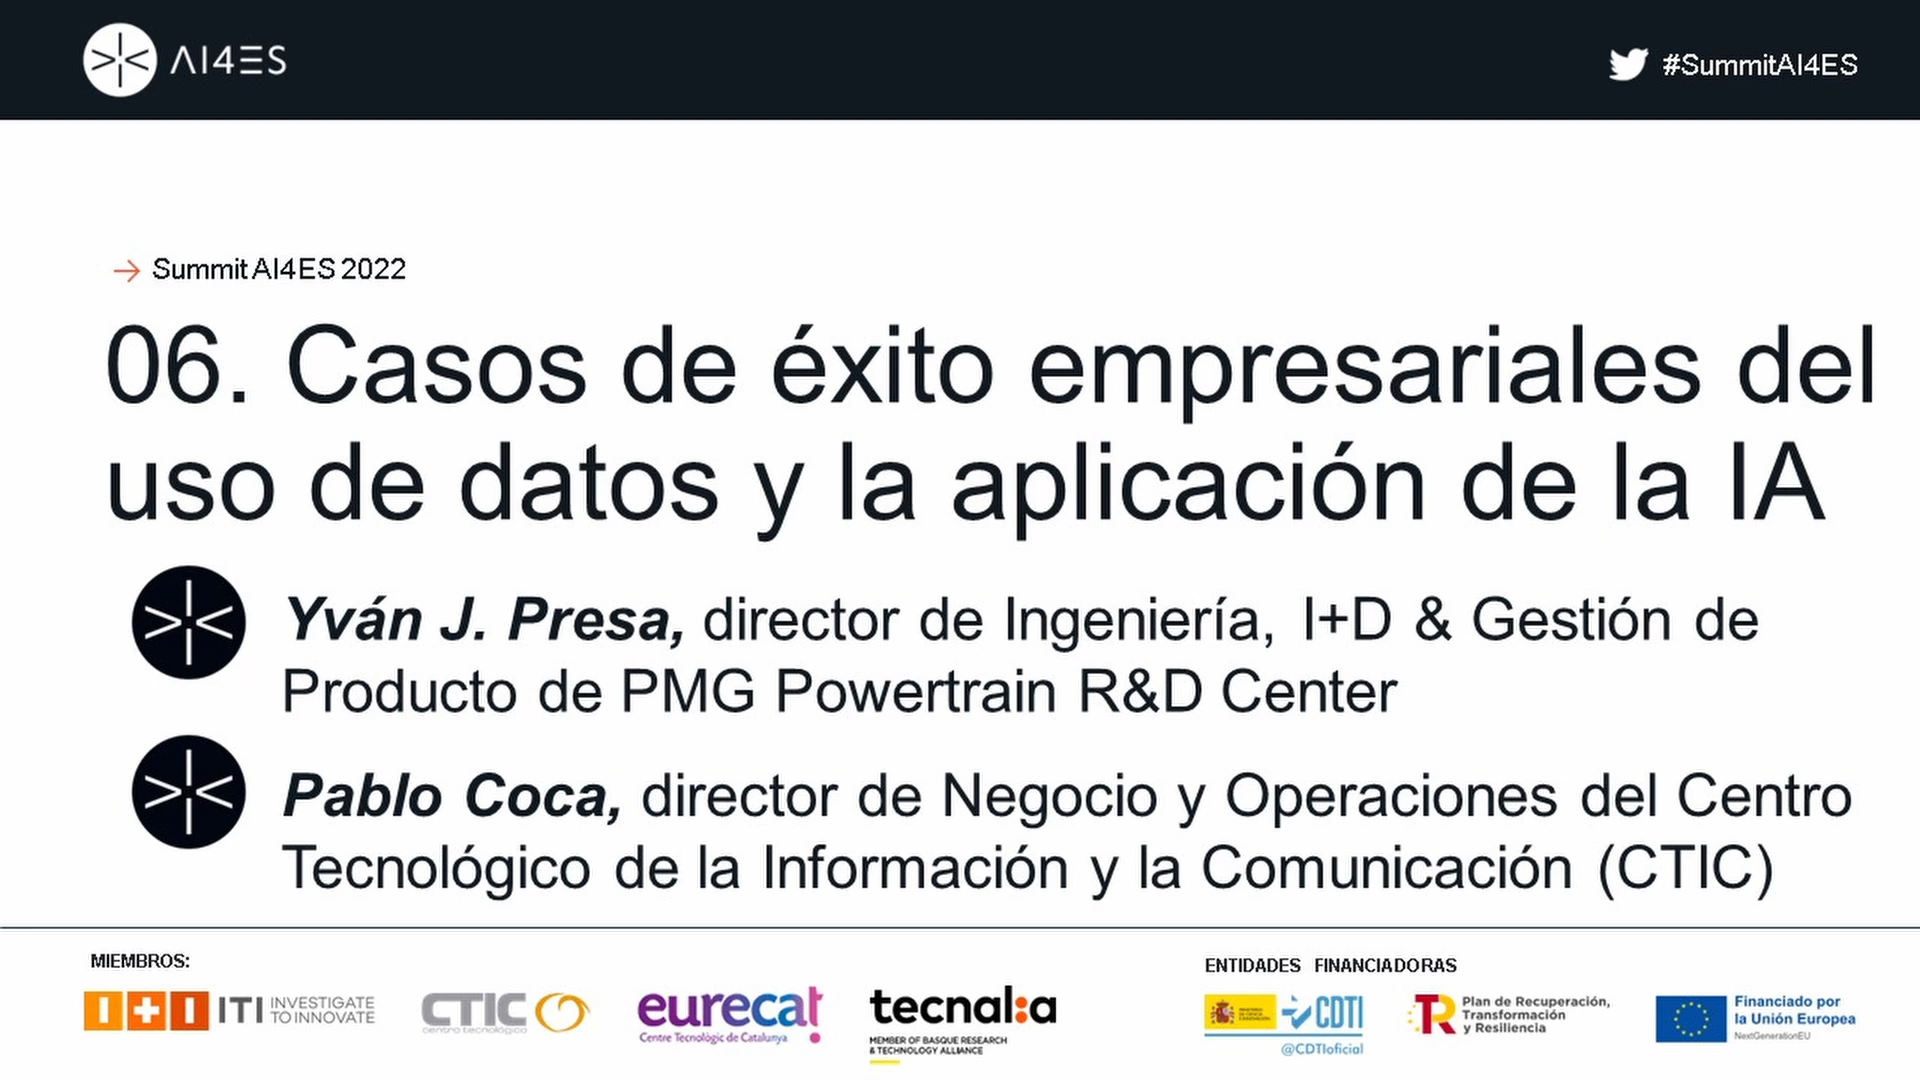 AI4ES
#SummitAI4ES
Summit AI4ES 2022
06. Casos de éxito empresariales del
uso de datos y la aplicación de la IA
Yván J. Presa, director de Ingeniería, I+D & Gestión de
Producto de PMG Powertrain R&D Center
Pablo Coca, director de Negocio y Operaciones del Centro
Tecnológico de la Información y la Comunicación (CTIC)
MIEMBROS:
ITI INVESTIGATE
TO INNOVATE
CTIC
centro tecnológico
eurecat
Centre Tecnològic de Catalunya
tecnalia
MEMBER OF BASQUE RESEARCH
& TECHNOLOGY ALLIANCE
ENTIDADES FINANCIADORAS
CDTI
@CDTIoficial
Plan de Recuperación,
Transformación
y Resiliencia
Financiado por
la Unión Europea
NextGenerationEU